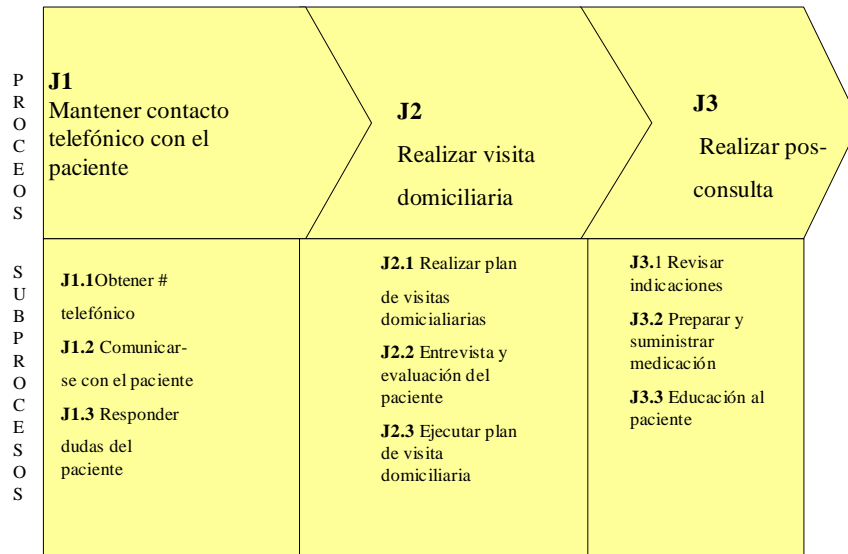 PROCEOS
J1
Mantener contacto
telefónico con el
paciente
J2
Realizar visita
domiciliaria
J3
Realizar pos-
consulta
SUBPROCESOS
J1.1Obtener #
telefónico
J1.2 Comunicar-
se con el paciente
J1.3 Responder
dudas del
paciente
J2.1 Realizar plan
de visitas
domicialiarias
J2.2 Entrevista y
evaluación del
paciente
J2.3 Ejecutar plan
de visita
domiciliaria
J3.1 Revisar
indicaciones
J3.2 Preparar y
suministrar
medicación
J3.3 Educación al
paciente